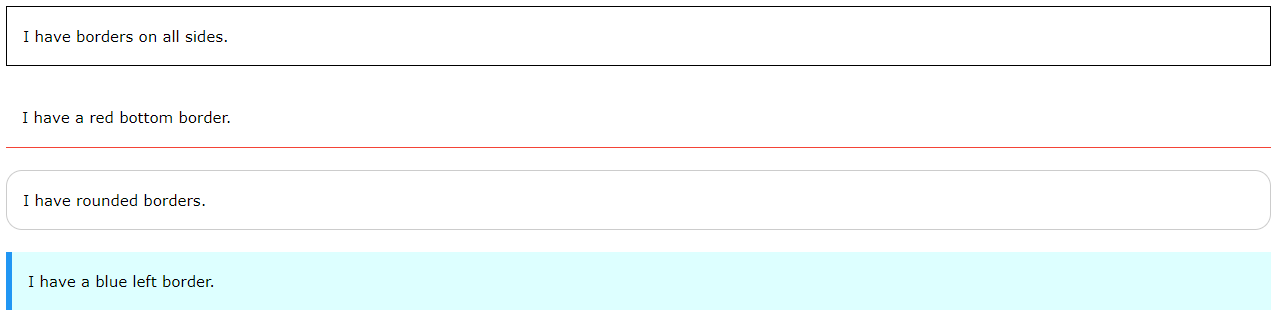 I have borders on all sides.
I have a red bottom border.
I have rounded borders.
I have a blue left border.